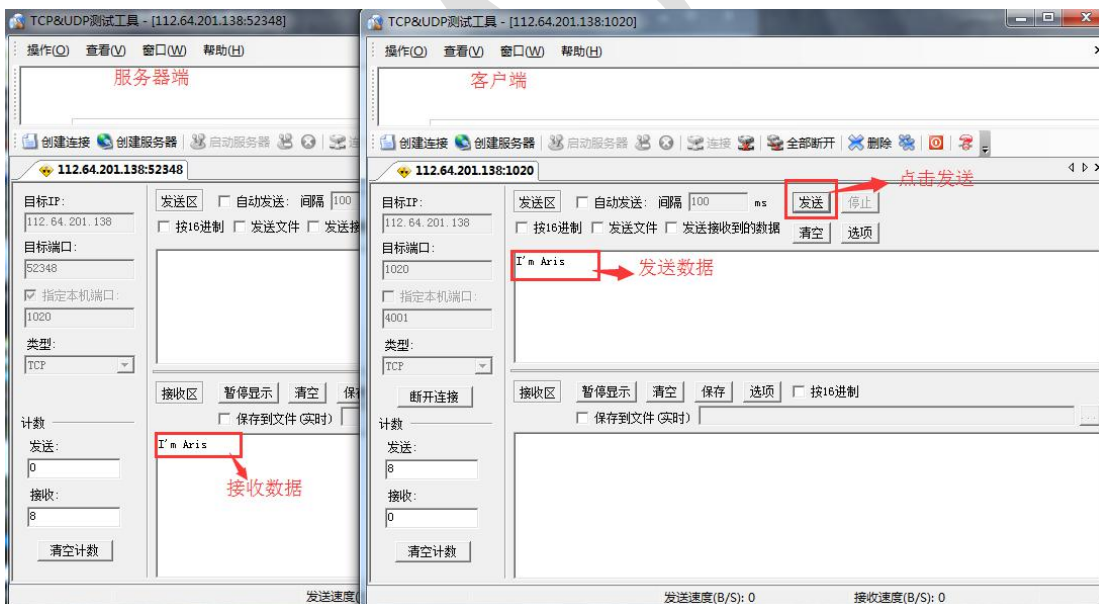 TCP&UDP测试工具 - [112.64.201.138:52348]
操作(O) 查看(V) 窗口(W) 帮助(H)
服务器端
创建连接 创建服务器 启动服务器
112.64.201.138:52348
目标IP:
112.64.201.138
目标端口:
52348
指定本机端口:
1020
类型:
TCP
发送区 自动发送: 间隔 100
按16进制 发送文件 发送接
接收区 暂停显示 清空
保存到文件(实时)
I'm Aris
接收数据
计数
发送:
0
接收:
8
清空计数
发送速度(
TCP&UDP测试工具 - [112.64.201.138:1020]
操作(O) 查看(V) 窗口(W) 帮助(H)
客户端
创建连接 创建服务器 启动服务器 连接 全部断开 删除
112.64.201.138:1020
目标IP:
112.64.201.138
目标端口:
1020
指定本机端口:
4001
类型:
TCP
断开连接
发送区 自动发送: 间隔 100 ms 发送 停止
点击发送
按16进制 发送文件 发送接收到的数据 清空 选项
I'm Aris
发送数据
接收区 暂停显示 清空 保存 选项 按16进制
保存到文件(实时) ...
计数
发送:
8
接收:
0
清空计数
发送速度(B/S): 0 接收速度(B/S): 0